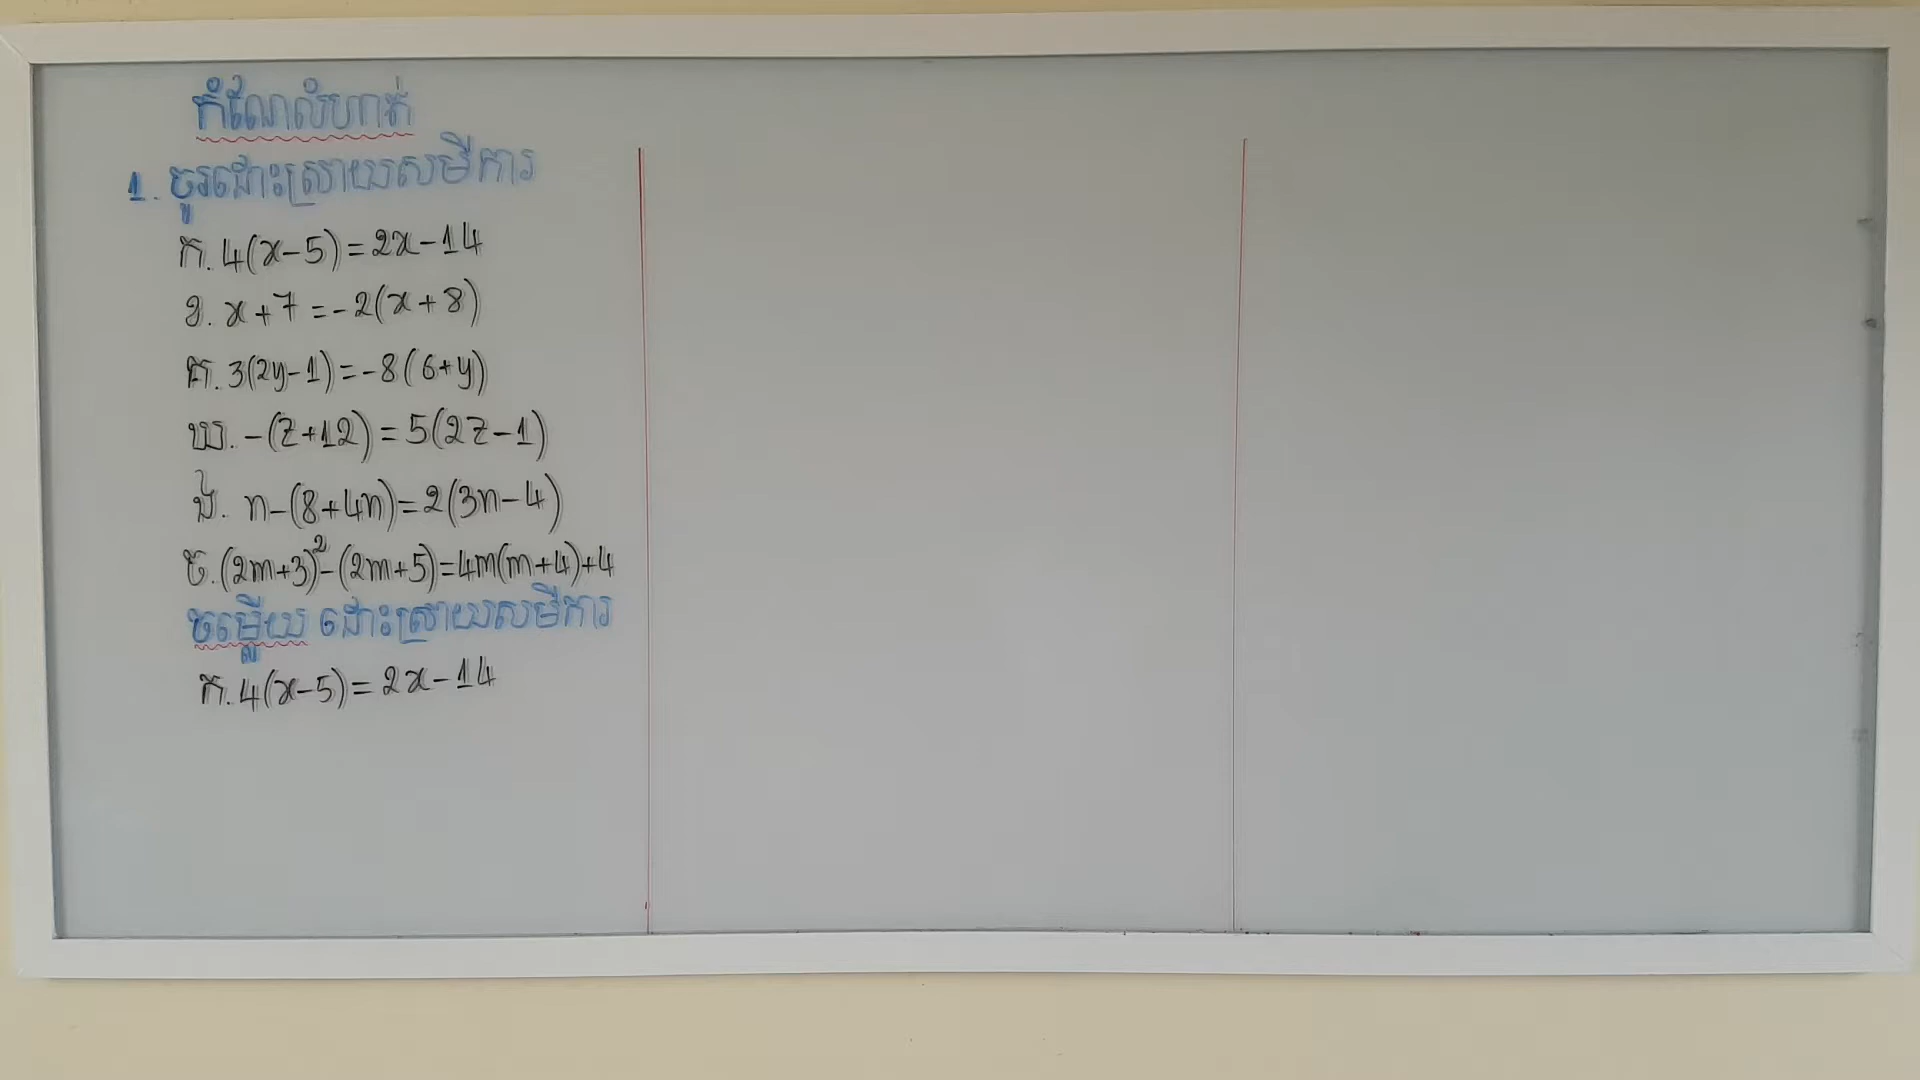 កំណែលំហាត់
1. ចូរដោះស្រាយសមីការ
ក. 4(x-5)=2x-14
ខ. x+7=-2(x+8)
គ. 3(2y-1)=-8(6+y)
ឃ. -(z+12)=5(2z-1)
ង. n-(8+4n)=2(3n-4)
ច. (2m+3)²-(2m+5)=4m(m+4)+4
ចម្លើយ ដោះស្រាយសមីការ
ក. 4(x-5)=2x-14